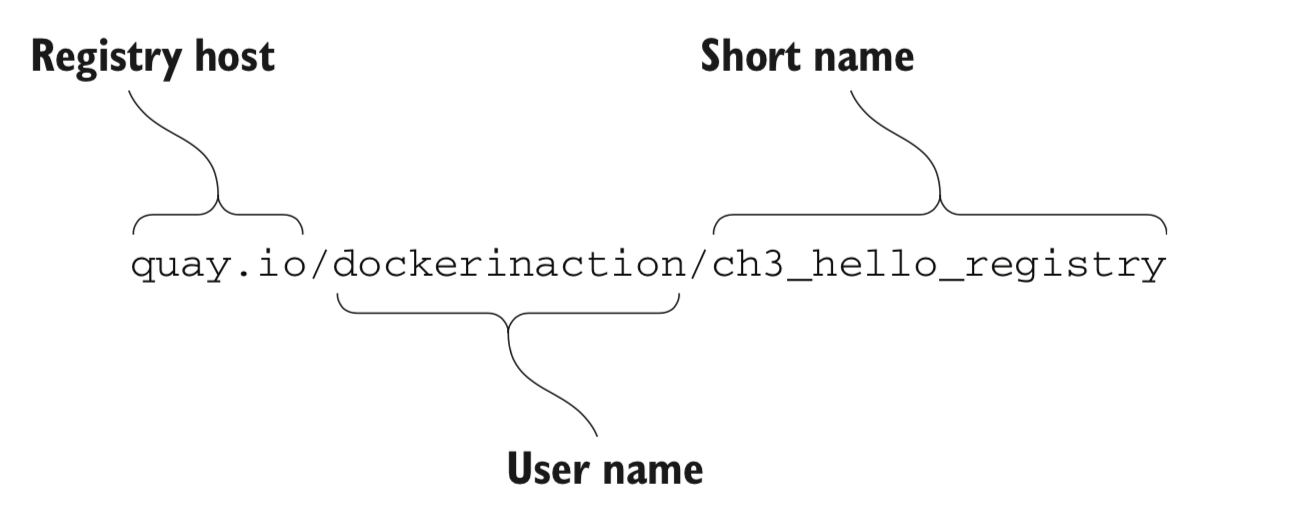 Registry host
Short name
quay.io/dockerinaction/ch3_hello_registry
User name